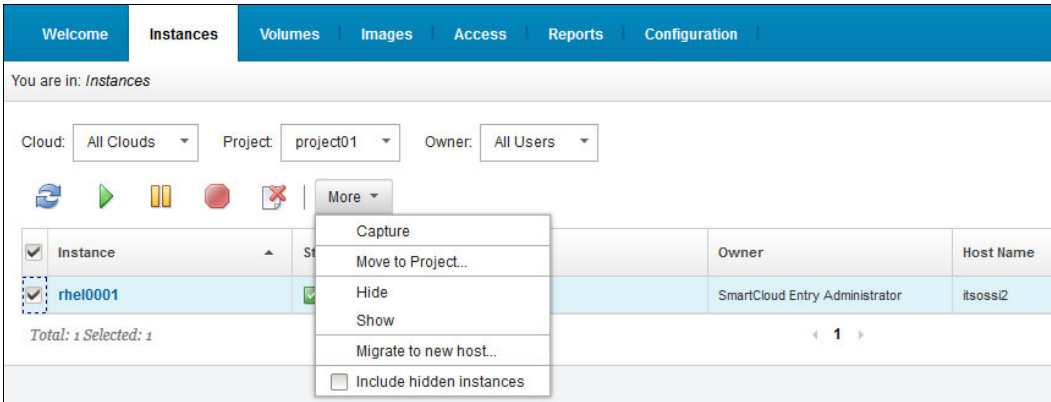 Welcome Instances Volumes Images Access Reports Configuration
You are in: Instances
Cloud: All Clouds Project: project01 Owner: All Users
More
Capture
Instance St Owner Host Name
Move to Project...
rhel0001 Hide SmartCloud Entry Administrator itsossi2
Show
Total: 1 Selected: 1 1
Migrate to new host...
Include hidden instances